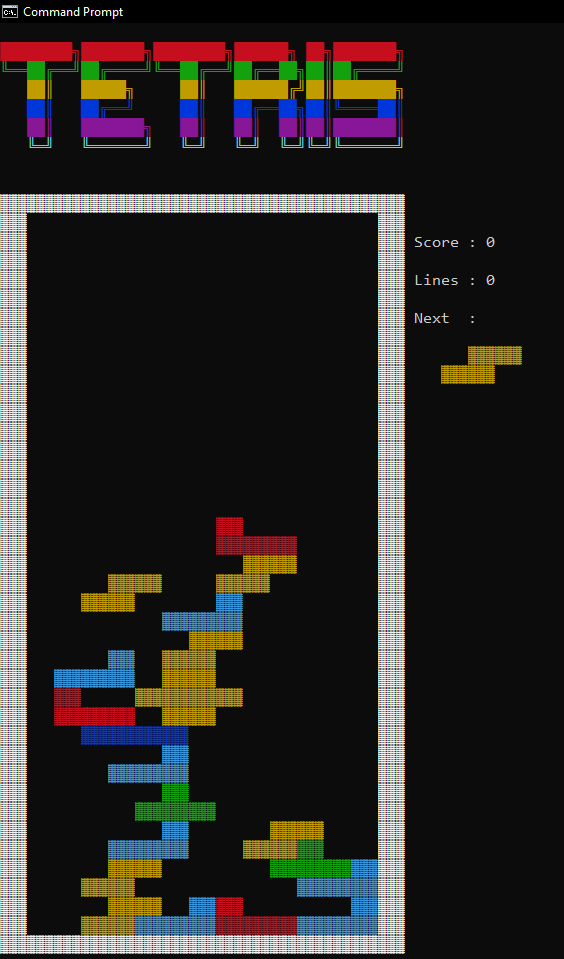 Command Prompt
TETRIS
Score : 0
Lines : 0
Next  :